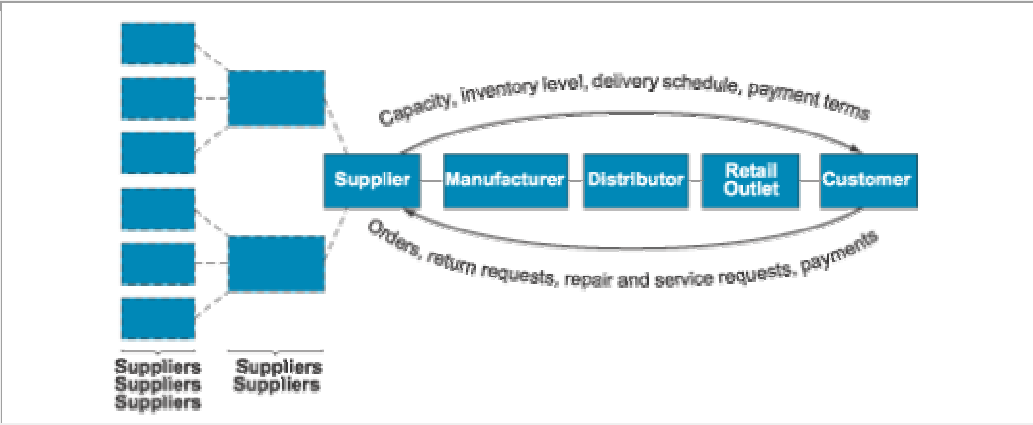 Capacity, inventory level, delivery schedule, payment terms
Supplier
Manufacturer
Distributor
Retail
Outlet
Customer
Orders, return requests, repair and service requests, payments
Suppliers
Suppliers
Suppliers
Suppliers
Suppliers